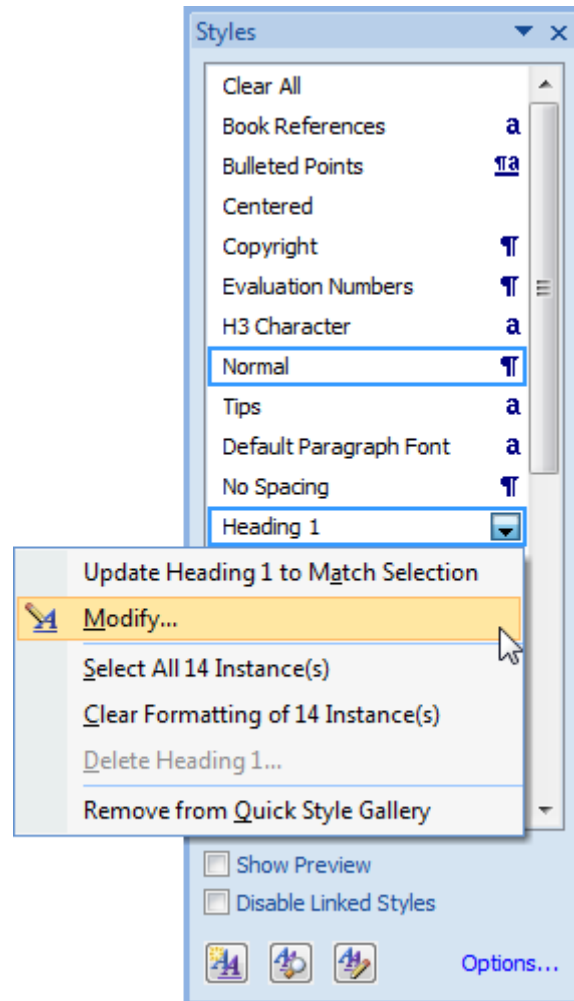 Styles
Clear All
Book References a
Bulleted Points ¶a
Centered
Copyright ¶
Evaluation Numbers ¶
H3 Character a
Normal ¶
Tips a
Default Paragraph Font a
No Spacing ¶
Heading 1
Update Heading 1 to Match Selection
Modify...
Select All 14 Instance(s)
Clear Formatting of 14 Instance(s)
Delete Heading 1...
Remove from Quick Style Gallery
Show Preview
Disable Linked Styles
Options...